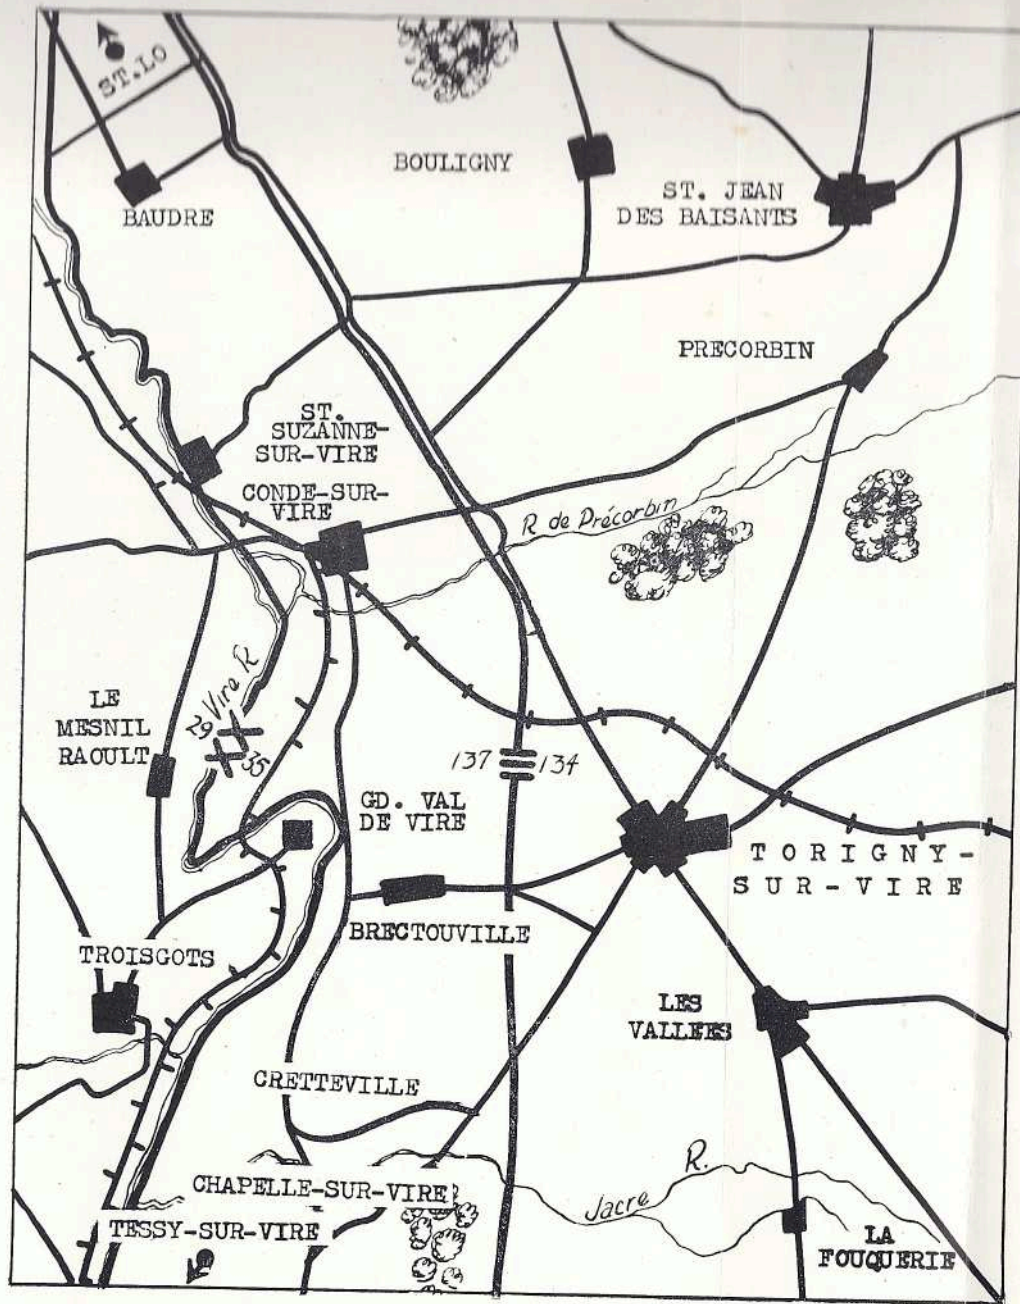 ST.LO
BOULIGNY
BAUDRE
ST. JEAN
DES BAISANTS
PRECORBIN
ST.
SUZANNE-
SUR-VIRE
CONDE-SUR-
VIRE
R de Précorbin
Vire R
LE
MESNIL
RAOULT
29
XX
35
137 134
GD. VAL
DE VIRE
TORIGNY-
SUR-VIRE
BRECTOUVILLE
TROISGOTS
LES
VALLEES
CRETTEVILLE
CHAPELLE-SUR-VIRE
Jacre R.
TESSY-SUR-VIRE
LA
FOUQUERIE